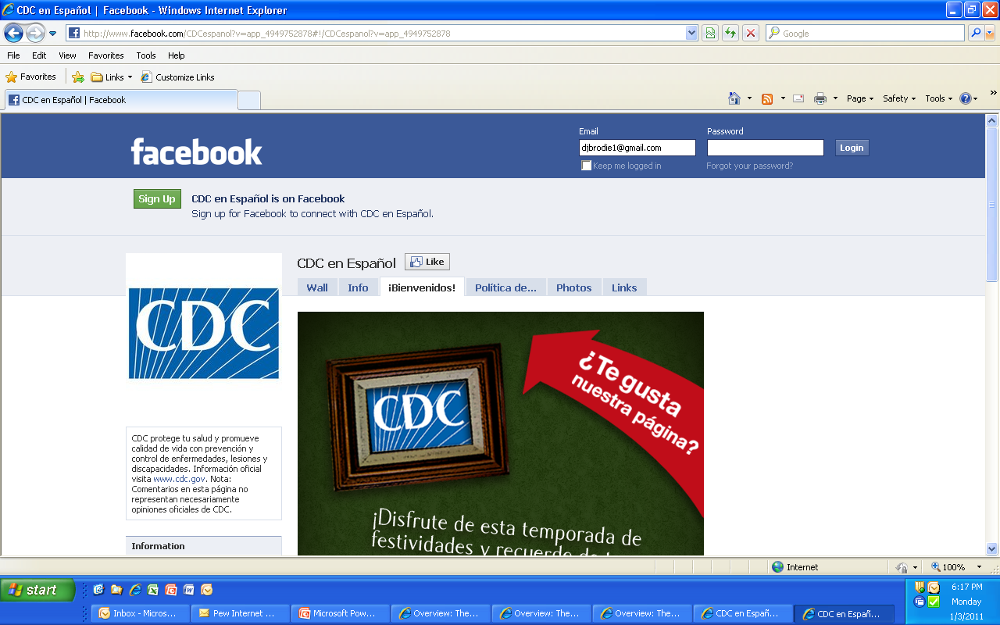 CDC en Español | Facebook - Windows Internet Explorer
http://www.facebook.com/CDCespanol?v=app_4949752878#!/CDCespanol?v=app_4949752878
Google
File Edit View Favorites Tools Help
Favorites Links Customize Links
CDC en Español | Facebook
Page Safety Tools
facebook
Email Password
djbrodie1@gmail.com Login
Keep me logged in Forgot your password?
Sign Up
CDC en Español is on Facebook
Sign up for Facebook to connect with CDC en Español.
CDC en Español Like
Wall Info ¡Bienvenidos! Política de... Photos Links
CDC
CDC protege tu salud y promueve
calidad de vida con prevención y
control de enfermedades, lesiones y
discapacidades. Información oficial
visita www.cdc.gov. Nota:
Comentarios en esta página no
representan necesariamente
opiniones oficiales de CDC.
Information
CDC
¿Te gusta
nuestra página?
¡Disfrute de esta temporada de
festividades y recuerde
Internet 100%
start
Inbox - Micros... Pew Internet ... Microsoft Pow... Overview: The... Overview: The... Overview: The... CDC en Españ... CDC en Españ...
6:17 PM
Monday
1/3/2011